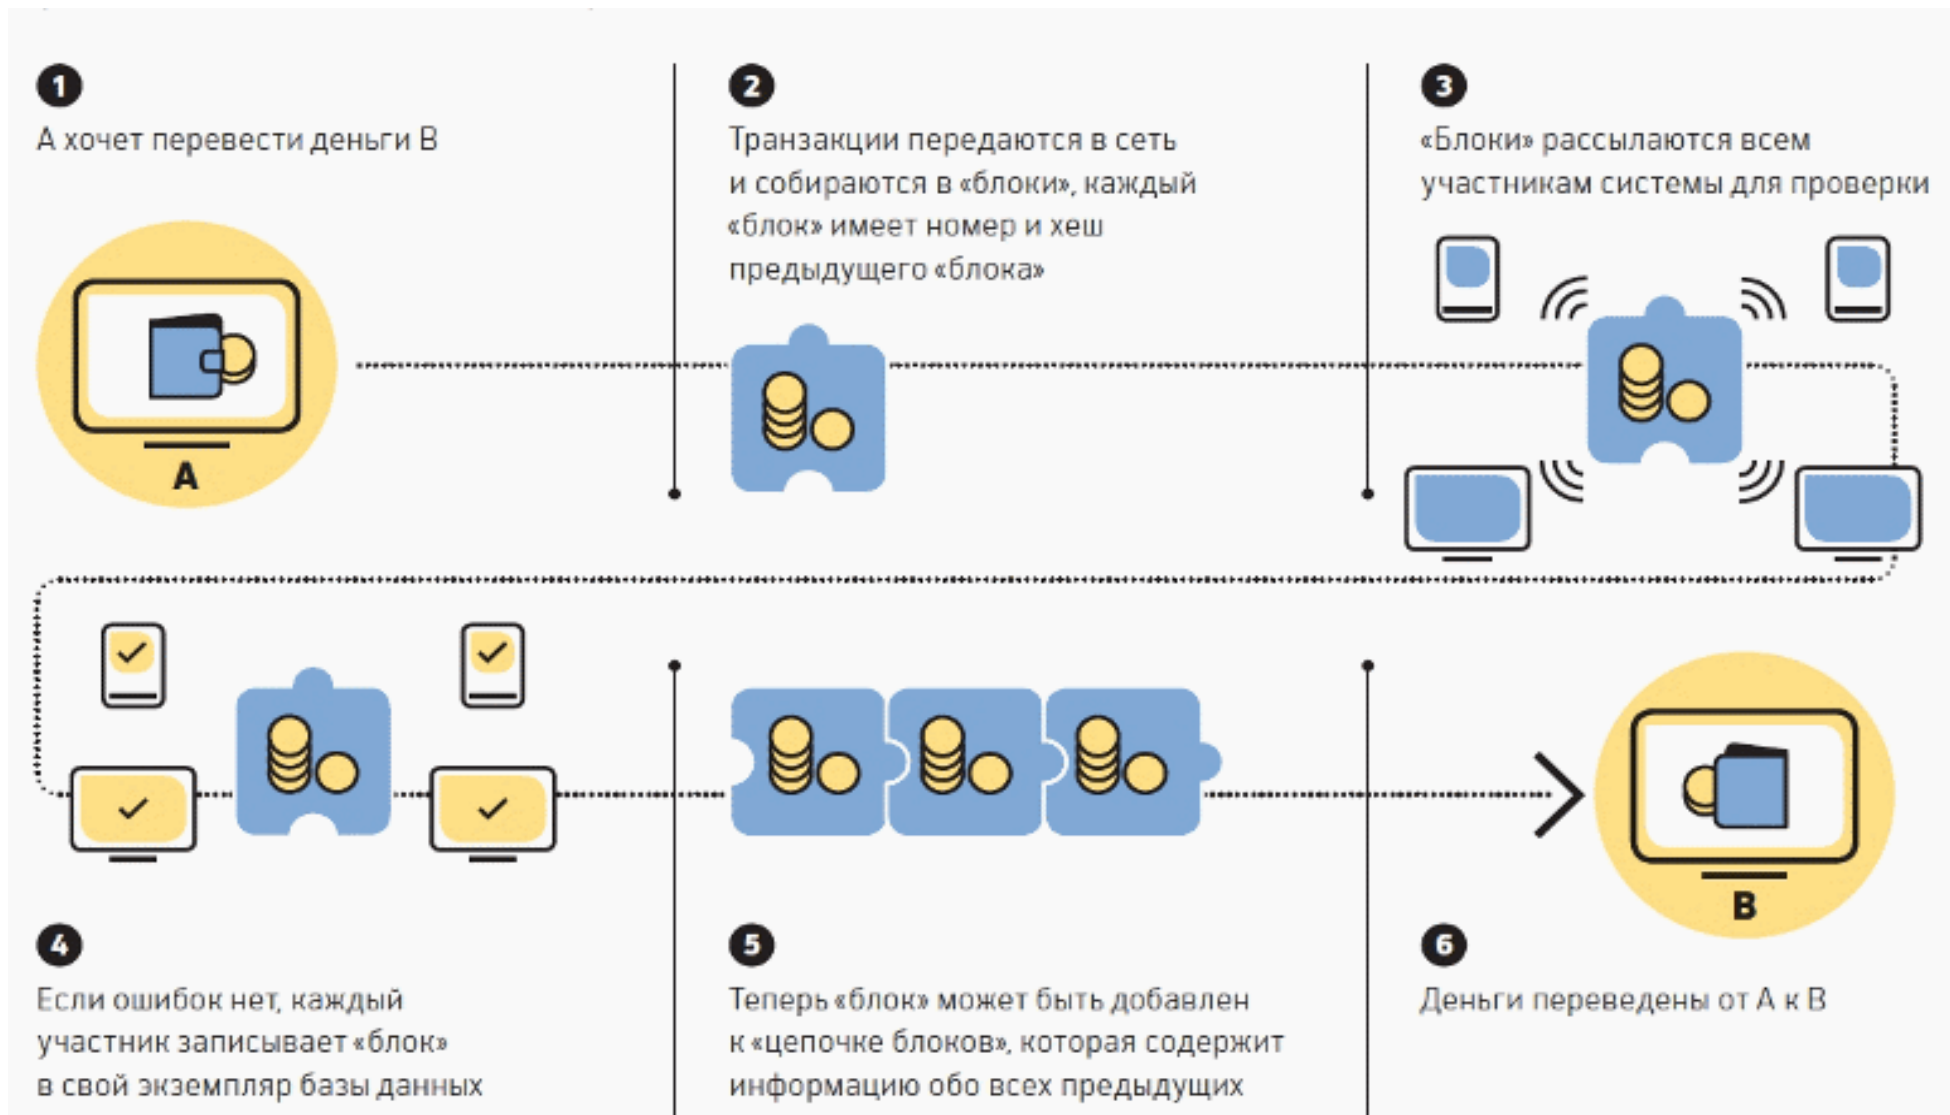 1
А хочет перевести деньги В
A
2
Транзакции передаются в сеть
и собираются в «блоки», каждый
«блок» имеет номер и хеш
предыдущего «блока»
3
«Блоки» рассылаются всем
участникам системы для проверки
4
Если ошибок нет, каждый
участник записывает «блок»
в свой экземпляр базы данных
5
Теперь «блок» может быть добавлен
к «цепочке блоков», которая содержит
информацию обо всех предыдущих
B
6
Деньги переведены от А к В